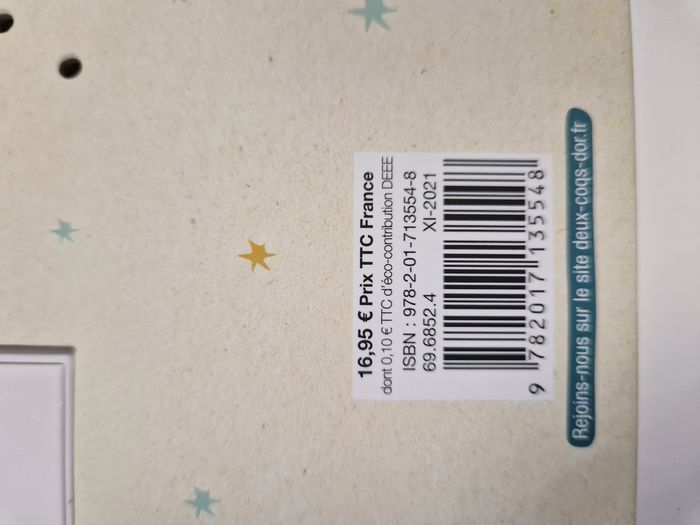 16,95 € Prix TTC France
dont 0,10 € TTC d'éco-contribution DEEE
ISBN : 978-2-01-713554-8
69.6852.4 XI-2021
9 782017 135548
Rejoins-nous sur le site deux-coqs-dor.fr